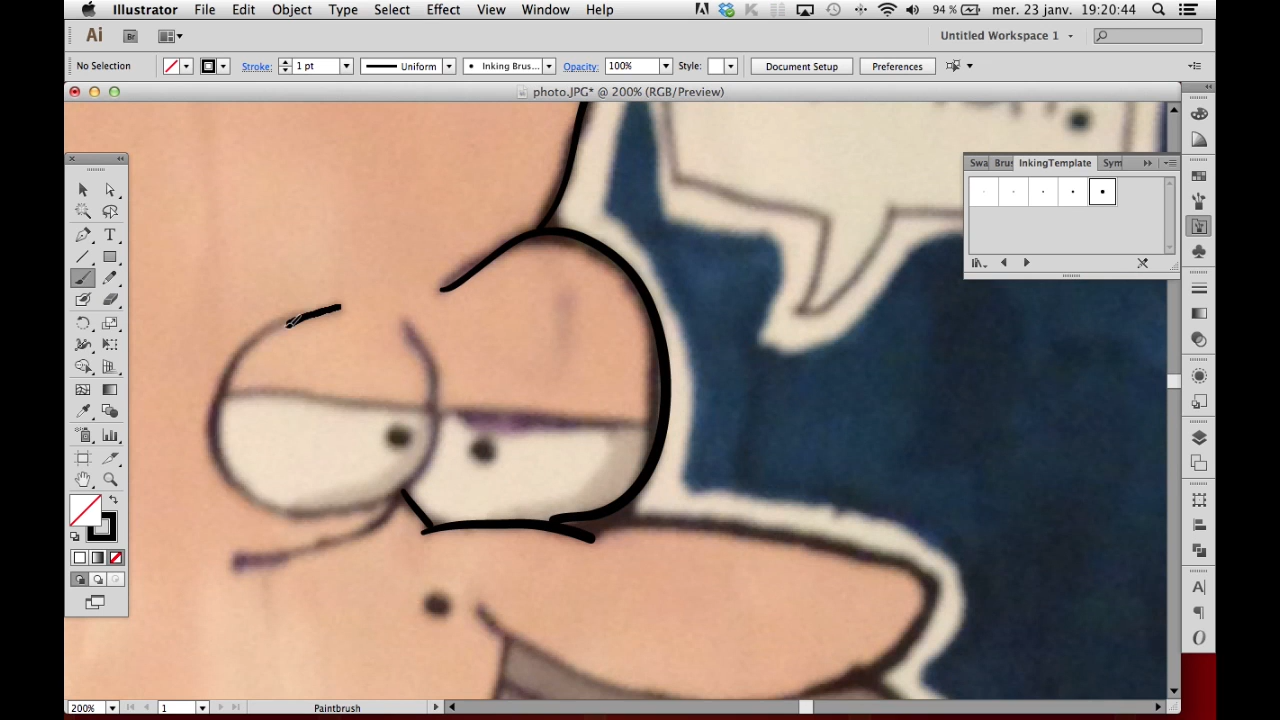 Illustrator File Edit Object Type Select Effect View Window Help 94 % mer. 23 janv. 19:20:44
Ai Br Untitled Workspace 1
No Selection Stroke: 1 pt Uniform Inking Brus... Opacity: 100% Style: Document Setup Preferences
photo.JPG* @ 200% (RGB/Preview)
Swa Brus InkingTemplate Sym
T
A
O
200% 1 Paintbrush